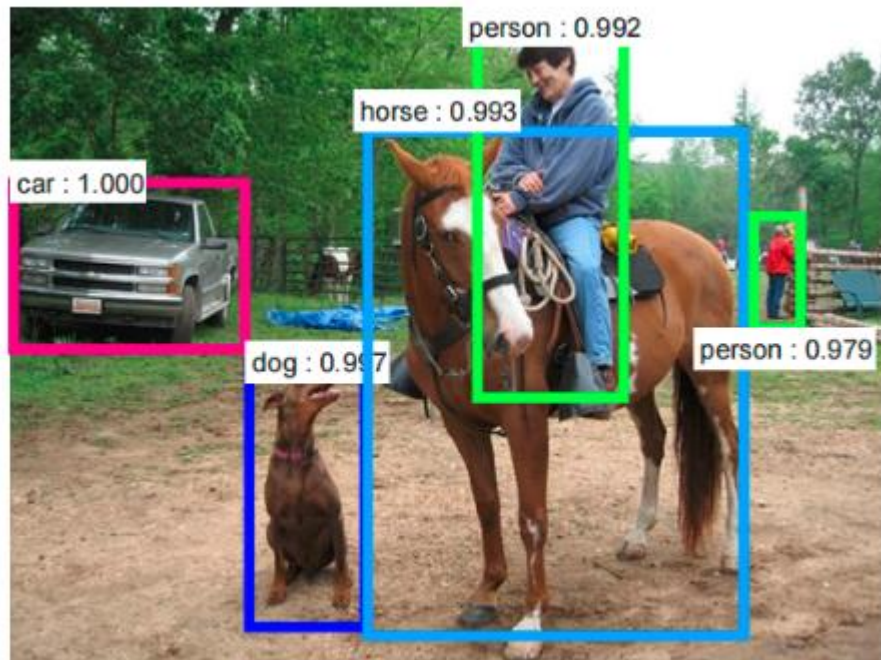 person : 0.992
horse : 0.993
car : 1.000
person : 0.979
dog : 0.997